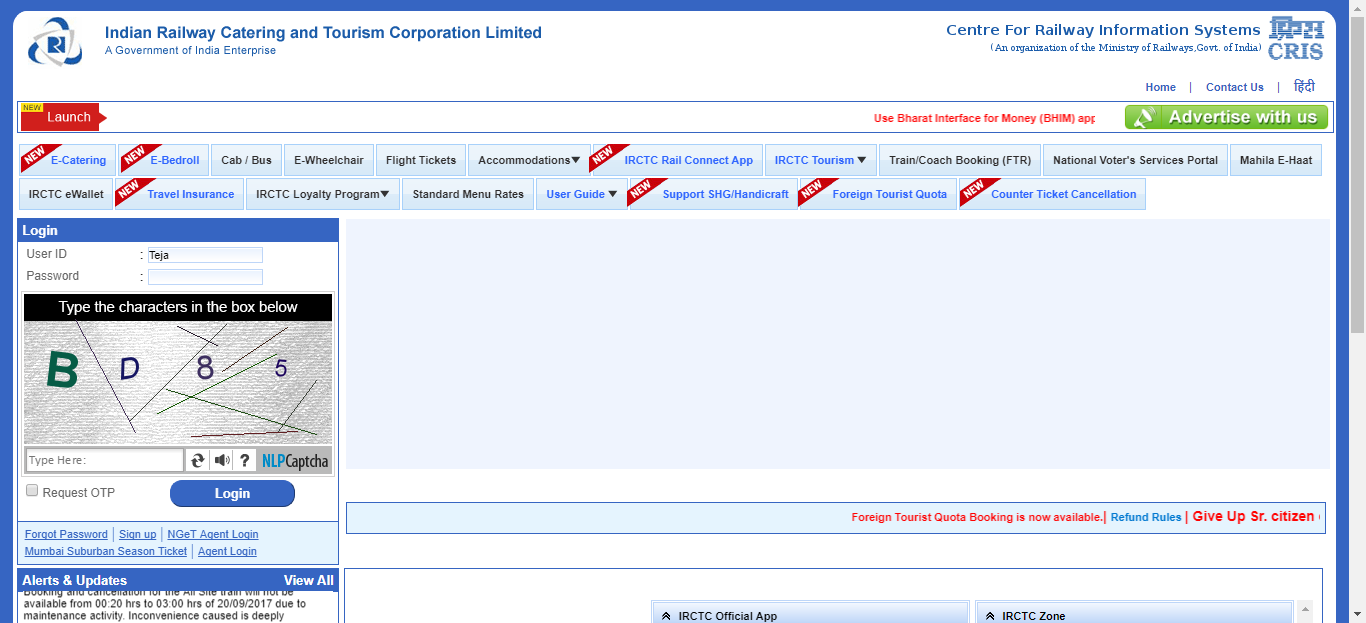 Indian Railway Catering and Tourism Corporation Limited
A Government of India Enterprise
Centre For Railway Information Systems
(An organization of the Ministry of Railways,Govt. of India)
CRIS
Home | Contact Us | हिंदी
NEW
Launch
Use Bharat Interface for Money (BHIM) app
Advertise with us
NEW E-Catering NEW E-Bedroll Cab / Bus E-Wheelchair Flight Tickets Accommodations▼ NEW IRCTC Rail Connect App IRCTC Tourism ▼ Train/Coach Booking (FTR) National Voter's Services Portal Mahila E-Haat
IRCTC eWallet NEW Travel Insurance IRCTC Loyalty Program▼ Standard Menu Rates User Guide ▼ NEW Support SHG/Handicraft NEW Foreign Tourist Quota NEW Counter Ticket Cancellation
Login
User ID : Teja
Password :
Type the characters in the box below
B D 8 5
Type Here: ? NLPCaptcha
Request OTP Login
Forgot Password | Sign up | NGeT Agent Login
Mumbai Suburban Season Ticket | Agent Login
Foreign Tourist Quota Booking is now available.| Refund Rules | Give Up Sr. citizen
Alerts & Updates View All
Booking and cancellation for the All Site train will not be
available from 00:20 hrs to 03:00 hrs of 20/09/2017 due to
maintenance activity. Inconvenience caused is deeply
IRCTC Official App
IRCTC Zone